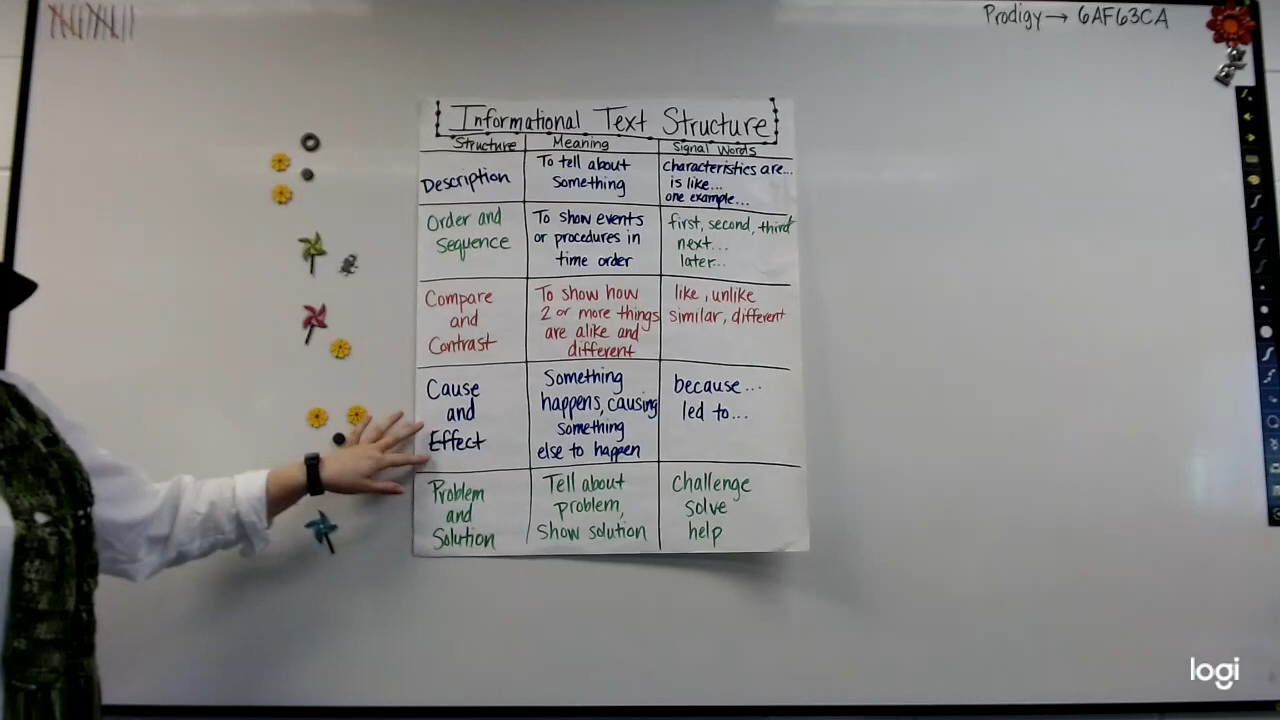 Prodigy → 6AF63CA
Informational Text Structure
Structure Meaning Signal Words
Description
To tell about
something
Characteristics are...
is like...
one example...
Order and
Sequence
To show events
or procedures in
time order
first, second, third
next...
later...
Compare
and
Contrast
To show how
2 or more things
are alike and
different
like, unlike
similar, different
Cause
and
Effect
Something
happens, causing
something
else to happen
because...
led to...
Problem
and
Solution
Tell about
problem,
Show solution
challenge
solve
help
logi